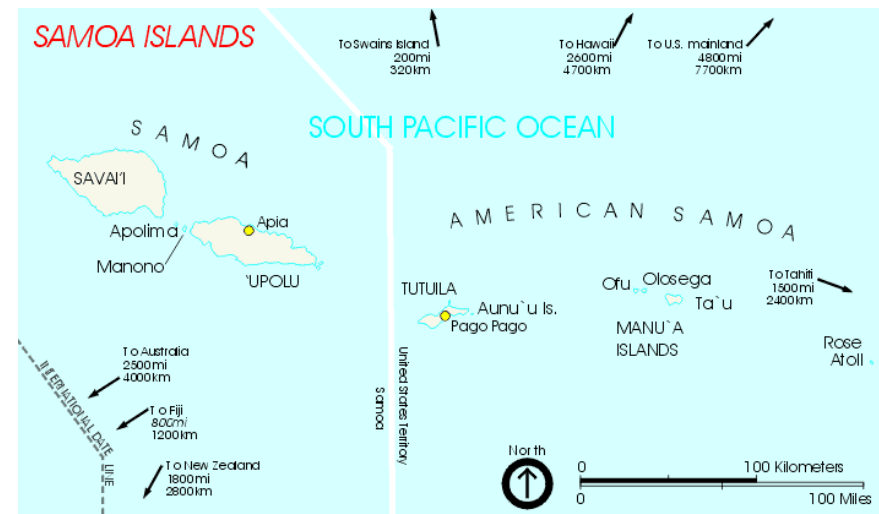 SAMOA ISLANDS
To Swains Island
200mi
320km
To Hawaii
2600mi
4700km
To U.S. mainland
4800mi
7700km
SOUTH PACIFIC OCEAN
SAMOA
SAVAI'I
Apia
Apolima
Manono
'UPOLU
AMERICAN SAMOA
TUTUILA
Aunu`u Is.
Pago Pago
Ofu
Olosega
Ta`u
MANU`A
ISLANDS
To Tahiti
1500mi
2400km
Rose
Atoll
To Australia
2500mi
4000km
To Fiji
800mi
1200km
To New Zealand
1800mi
2800km
INTERNATIONAL DATE
LINE
Samoa
United States Territory
North
0
100 Kilometers
0
100 Miles